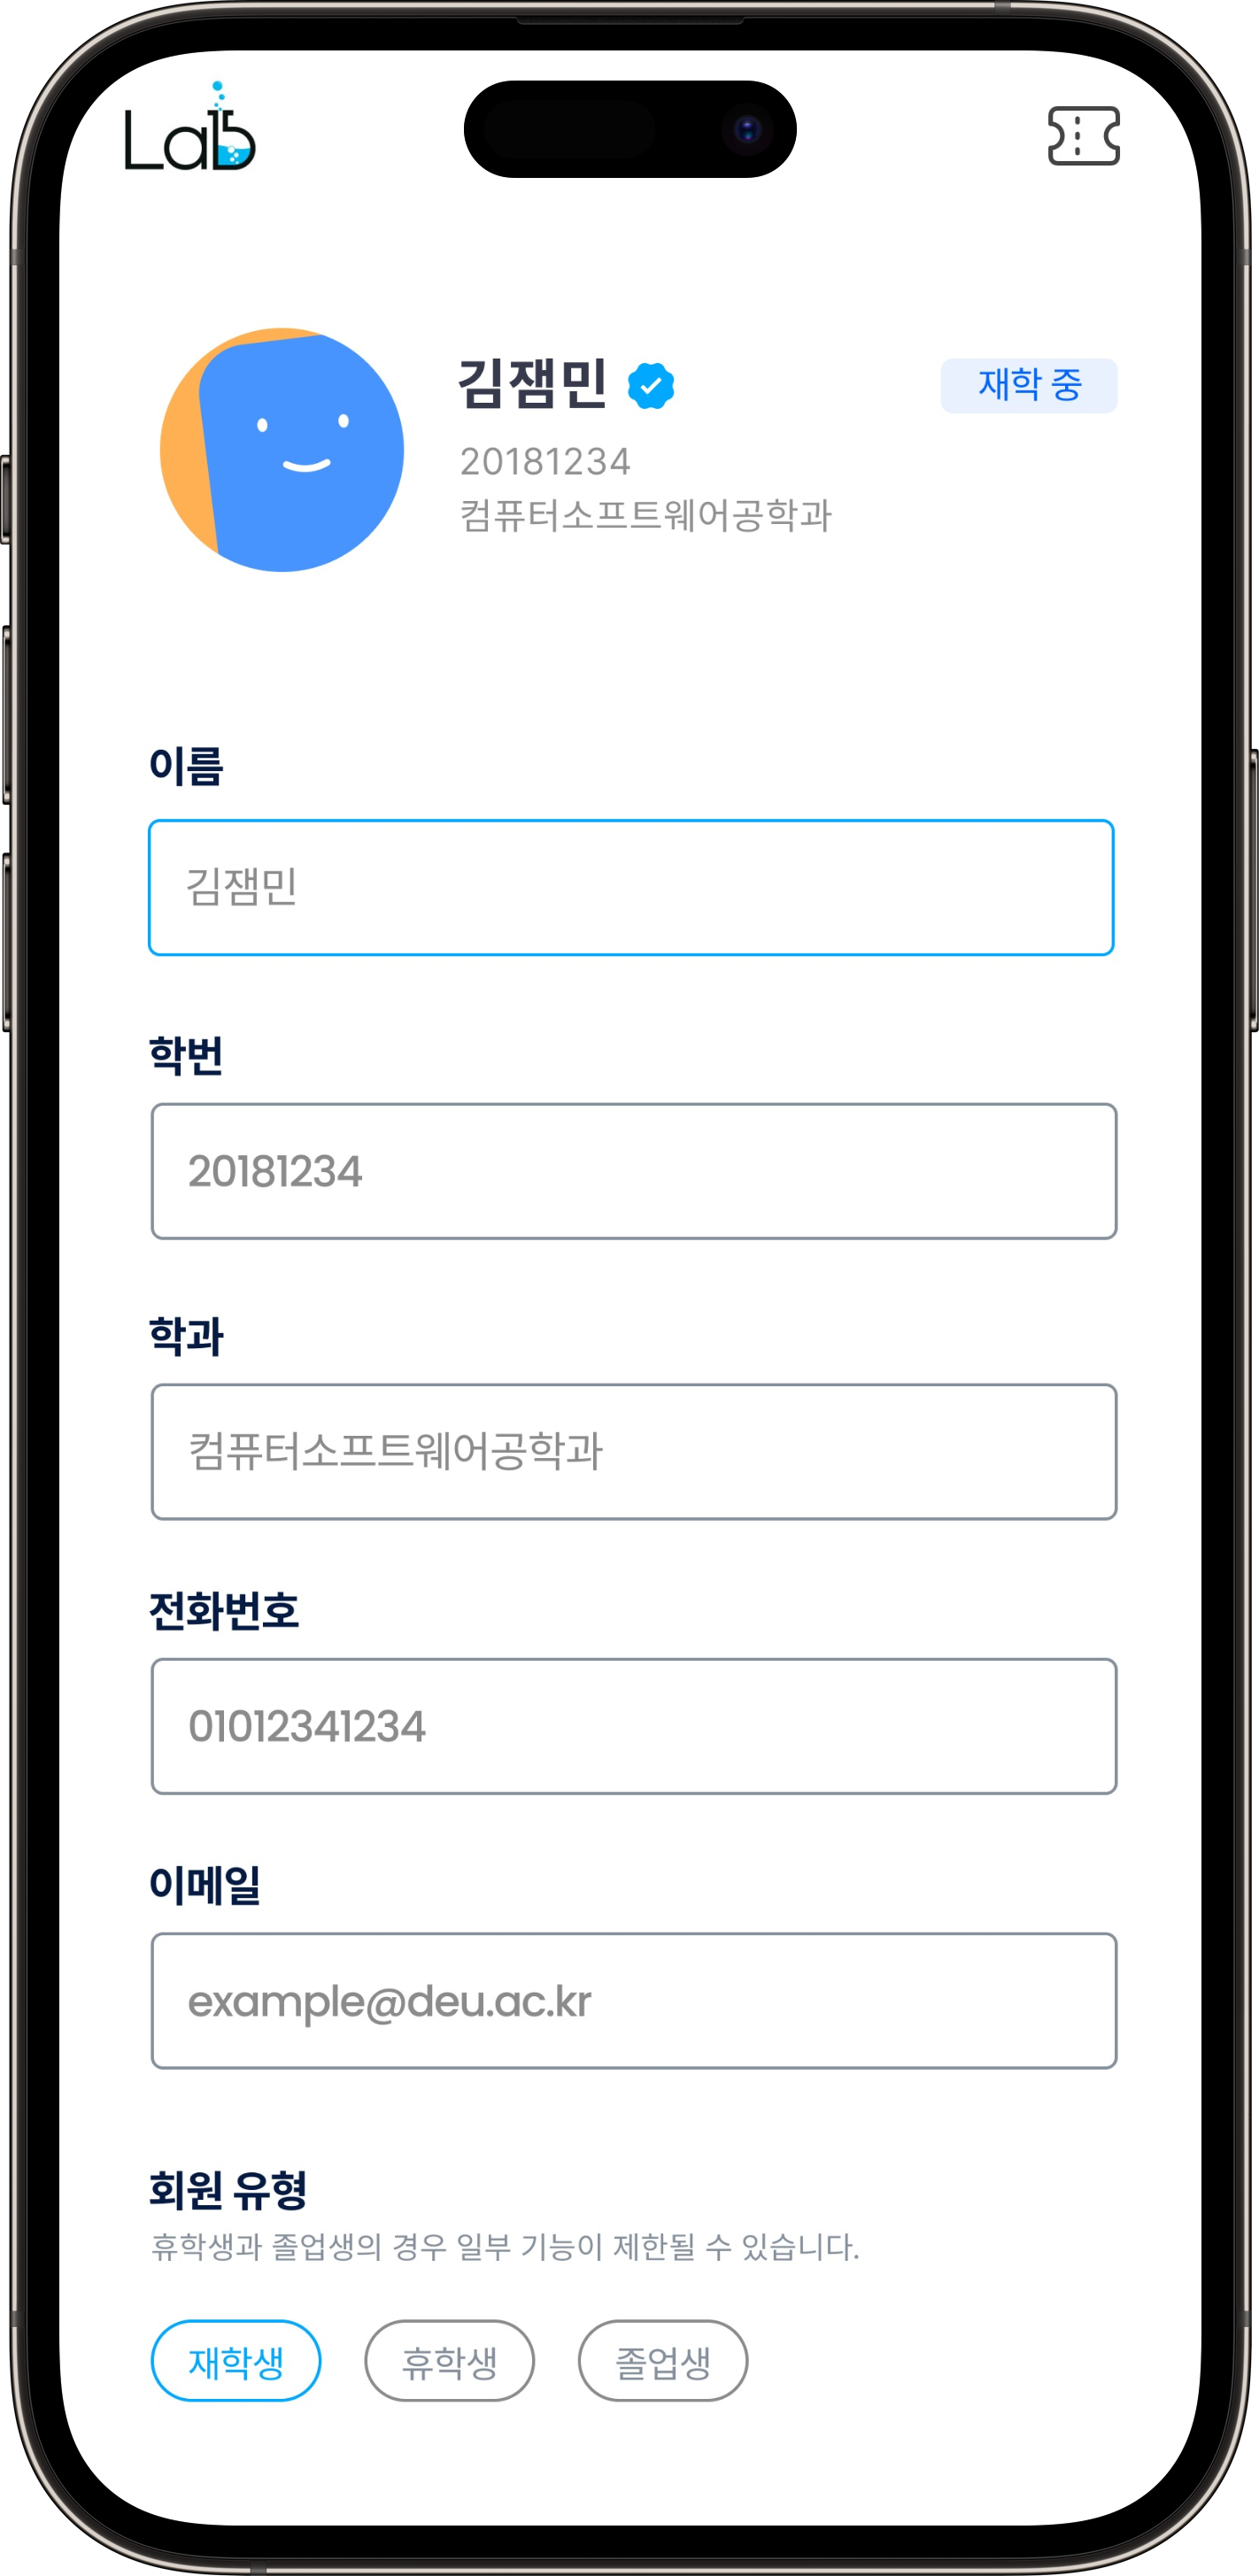 Lab
김잼민
재학 중
20181234
컴퓨터소프트웨어공학과
이름
김잼민
학번
20181234
학과
컴퓨터소프트웨어공학과
전화번호
01012341234
이메일
example@deu.ac.kr
회원 유형
휴학생과 졸업생의 경우 일부 기능이 제한될 수 있습니다.
재학생 휴학생 졸업생